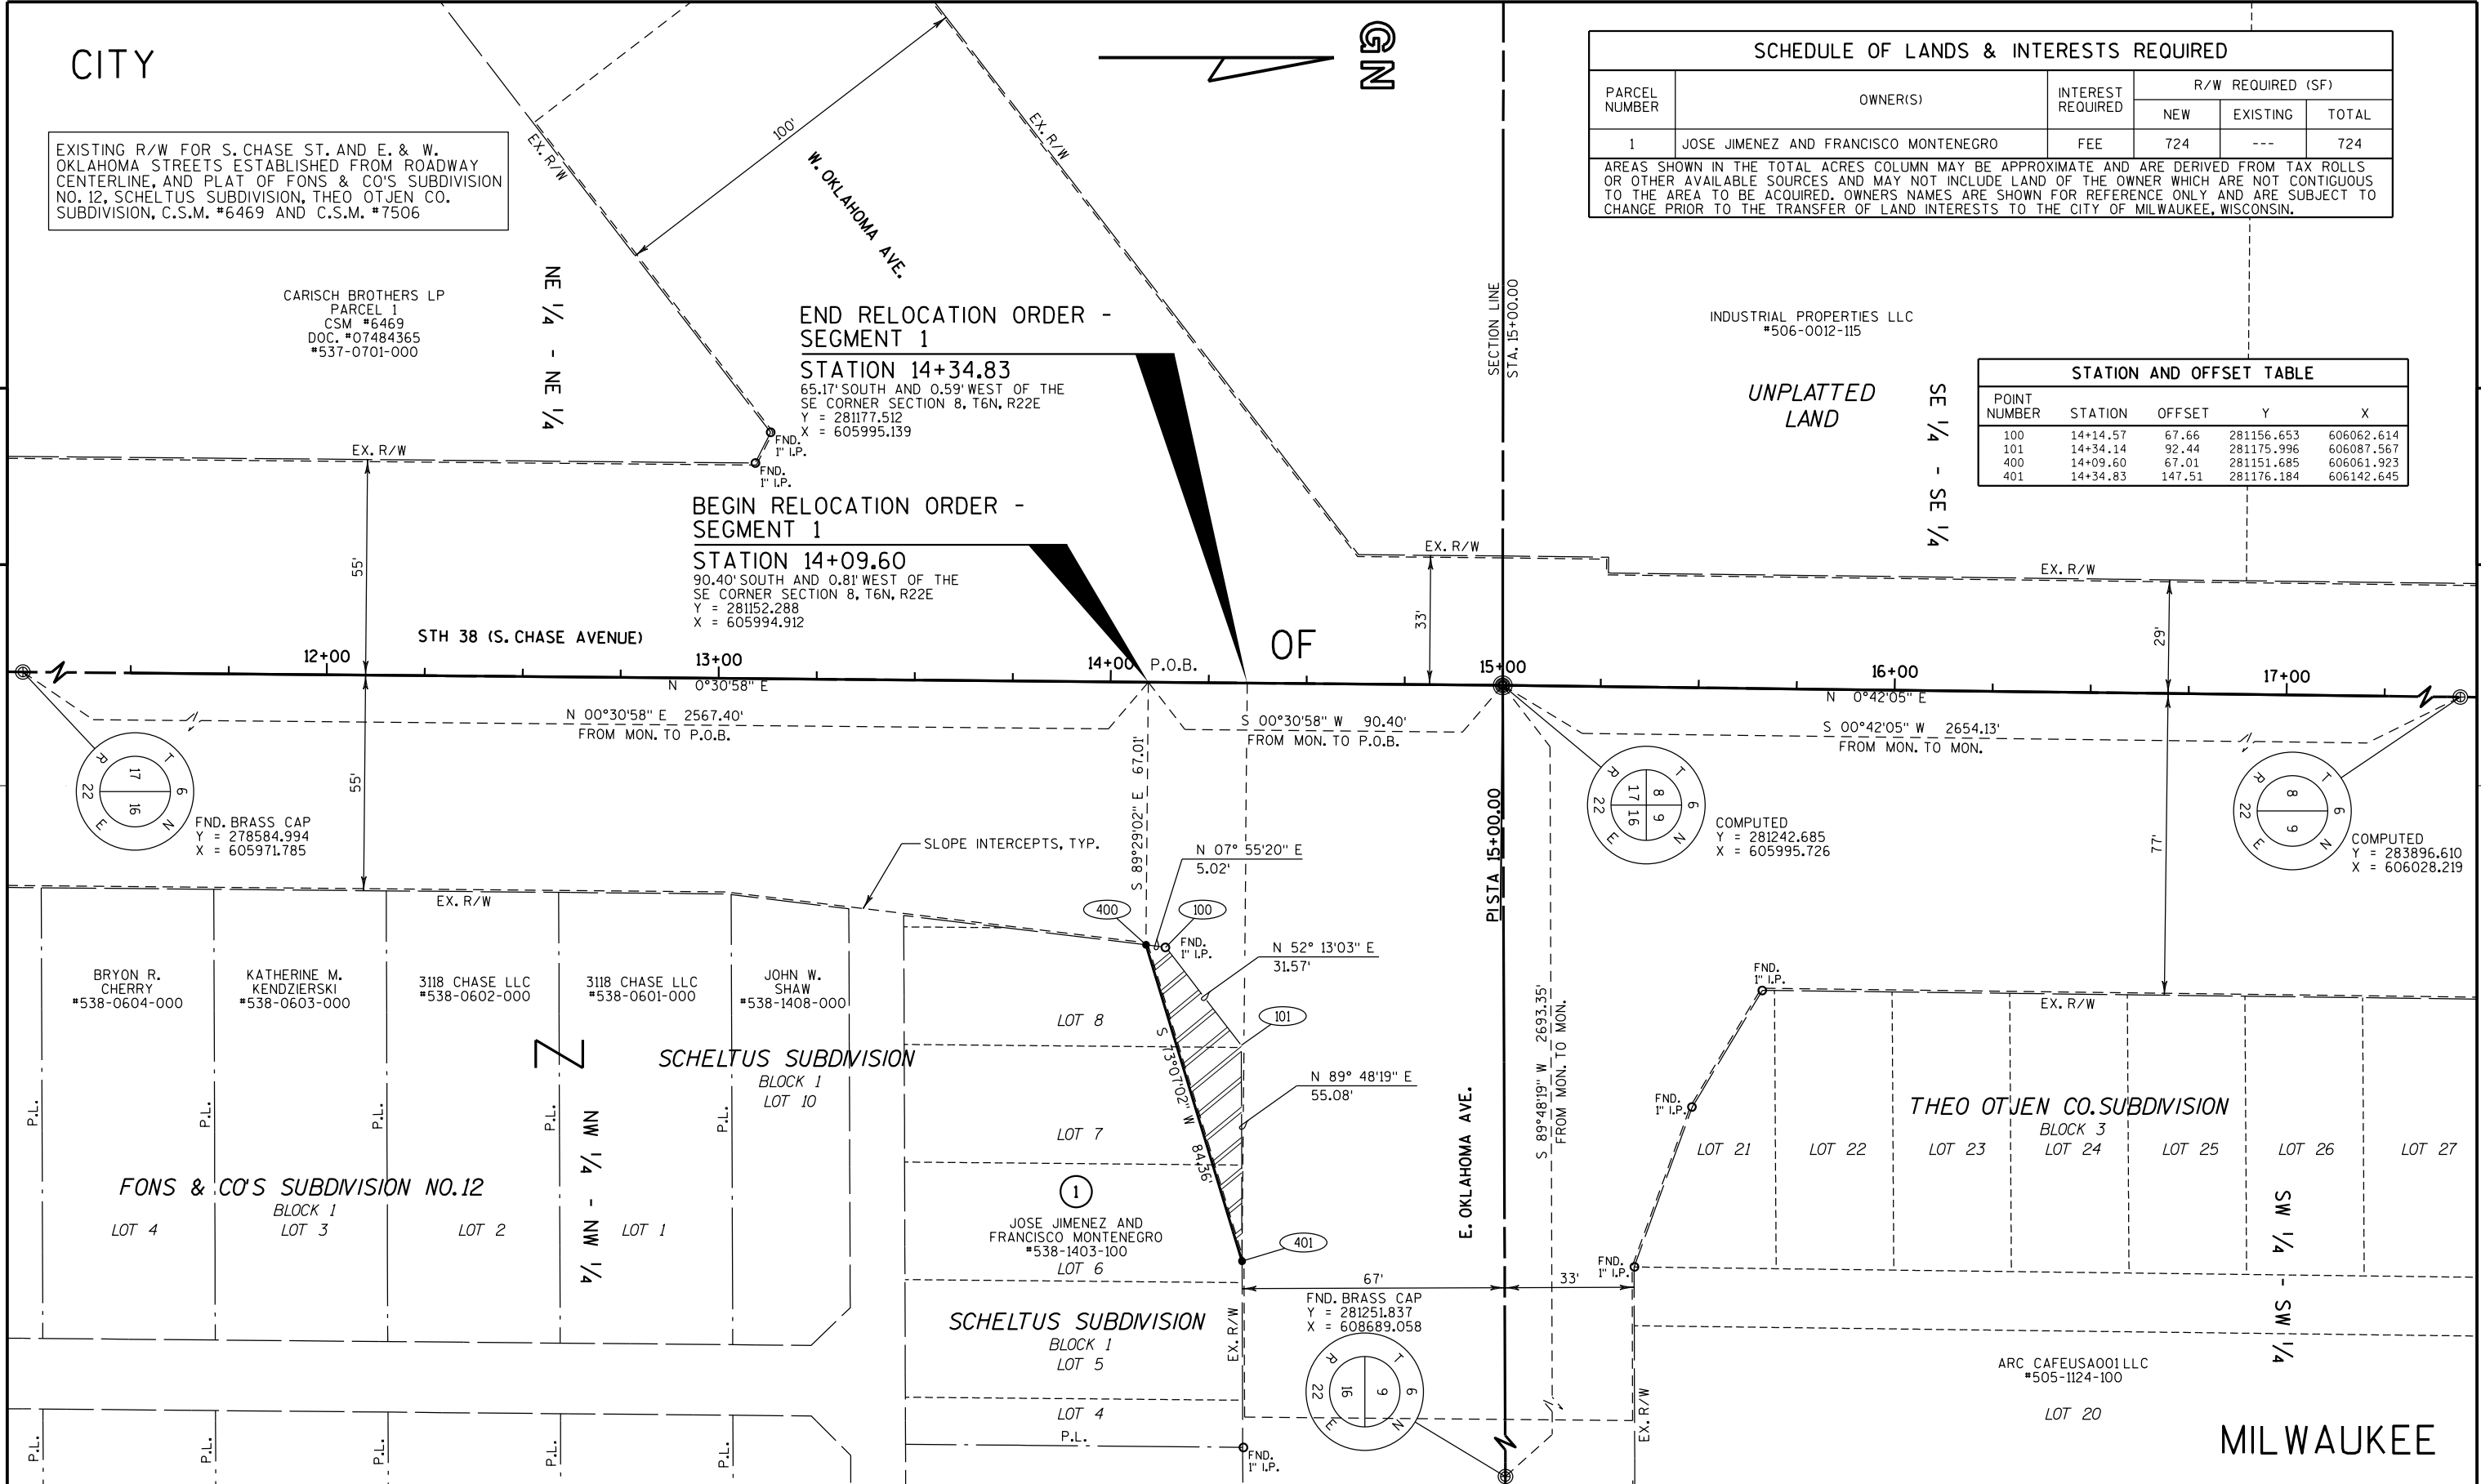 CITY
GN
EXISTING R/W FOR S. CHASE ST. AND E. & W.
OKLAHOMA STREETS ESTABLISHED FROM ROADWAY
CENTERLINE, AND PLAT OF FONS & CO'S SUBDIVISION
NO. 12, SCHELTUS SUBDIVISION, THEO OTJEN CO.
SUBDIVISION, C.S.M. #6469 AND C.S.M. #7506
SCHEDULE OF LANDS & INTERESTS REQUIRED
PARCEL NUMBER OWNER(S) INTEREST REQUIRED R/W REQUIRED (SF)
NEW EXISTING TOTAL
1 JOSE JIMENEZ AND FRANCISCO MONTENEGRO FEE 724 --- 724
AREAS SHOWN IN THE TOTAL ACRES COLUMN MAY BE APPROXIMATE AND ARE DERIVED FROM TAX ROLLS
OR OTHER AVAILABLE SOURCES AND MAY NOT INCLUDE LAND OF THE OWNER WHICH ARE NOT CONTIGUOUS
TO THE AREA TO BE ACQUIRED. OWNERS NAMES ARE SHOWN FOR REFERENCE ONLY AND ARE SUBJECT TO
CHANGE PRIOR TO THE TRANSFER OF LAND INTERESTS TO THE CITY OF MILWAUKEE, WISCONSIN.
EX. R/W
100'
W. OKLAHOMA AVE.
EX. R/W
CARISCH BROTHERS LP
PARCEL 1
CSM #6469
DOC. #07484365
#537-0701-000
NE 1/4 - NE 1/4
END RELOCATION ORDER -
SEGMENT 1
STATION 14+34.83
65.17' SOUTH AND 0.59' WEST OF THE
SE CORNER SECTION 8, T6N, R22E
Y = 281177.512
X = 605995.139
SECTION LINE
STA. 15+00.00
INDUSTRIAL PROPERTIES LLC
#506-0012-115
UNPLATTED
LAND
SE 1/4 - SE 1/4
STATION AND OFFSET TABLE
POINT NUMBER STATION OFFSET Y X
100 14+14.57 67.66 281156.653 606062.614
101 14+34.14 92.44 281175.996 606087.567
400 14+09.60 67.01 281151.685 606061.923
401 14+34.83 147.51 281176.184 606142.645
FND.
1" I.P.
FND.
1" I.P.
EX. R/W
55'
BEGIN RELOCATION ORDER -
SEGMENT 1
STATION 14+09.60
90.40' SOUTH AND 0.81' WEST OF THE
SE CORNER SECTION 8, T6N, R22E
Y = 281152.288
X = 605994.912
EX. R/W
33'
EX. R/W
29'
STH 38 (S. CHASE AVENUE)
OF
12+00
13+00
14+00
P.O.B.
15+00
16+00
17+00
N 0°30'58" E
N 0°42'05" E
N 00°30'58" E 2567.40'
FROM MON. TO P.O.B.
S 00°30'58" W 90.40'
FROM MON. TO P.O.B.
S 00°42'05" W 2654.13'
FROM MON. TO MON.
T 6 N R 22 E
17 16
FND. BRASS CAP
Y = 278584.994
X = 605971.785
55'
S 89°29'02" E 67.01'
PISTA 15+00.00
T 6 N R 22 E
8 9 17 16
COMPUTED
Y = 281242.685
X = 605995.726
77'
T 6 N R 22 E
8 9
COMPUTED
Y = 283896.610
X = 606028.219
SLOPE INTERCEPTS, TYP.
N 07° 55'20" E
5.02'
EX. R/W
400
100
FND.
1" I.P.
N 52° 13'03" E
31.57'
101
N 89° 48'19" E
55.08'
S 73°07'02" W 84.36'
401
S 89°48'19" W 2693.35'
FROM MON. TO MON.
BRYON R.
CHERRY
#538-0604-000
KATHERINE M.
KENDZIERSKI
#538-0603-000
3118 CHASE LLC
#538-0602-000
3118 CHASE LLC
#538-0601-000
JOHN W.
SHAW
#538-1408-000
LOT 8
SCHELTUS SUBDIVISION
BLOCK 1
LOT 10
P.L.
P.L.
P.L.
P.L.
P.L.
LOT 7
NW 1/4 - NW 1/4
FONS & CO'S SUBDIVISION NO.12
BLOCK 1
LOT 4
LOT 3
LOT 2
LOT 1
1
JOSE JIMENEZ AND
FRANCISCO MONTENEGRO
#538-1403-100
LOT 6
E. OKLAHOMA AVE.
FND.
1" I.P.
EX. R/W
FND.
1" I.P.
FND.
1" I.P.
THEO OTJEN CO. SUBDIVISION
BLOCK 3
LOT 21
LOT 22
LOT 23
LOT 24
LOT 25
LOT 26
LOT 27
SW 1/4 - SW 1/4
67'
33'
SCHELTUS SUBDIVISION
BLOCK 1
LOT 5
EX. R/W
FND. BRASS CAP
Y = 281251.837
X = 608689.058
T 6 N R 22 E
9 16
LOT 4
P.L.
FND.
1" I.P.
EX. R/W
ARC CAFEUSA001 LLC
#505-1124-100
LOT 20
P.L.
P.L.
P.L.
P.L.
P.L.
MILWAUKEE
Z